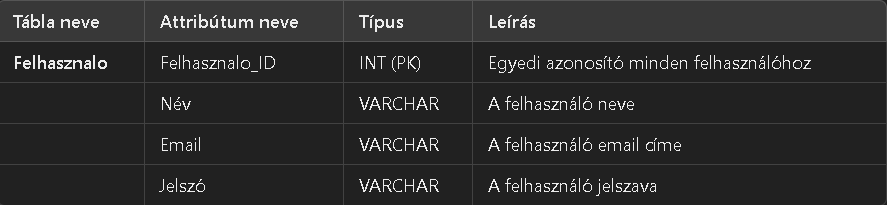 Tábla neve Attribútum neve Típus Leírás
Felhasznalo Felhasznalo_ID INT (PK) Egyedi azonosító minden felhasználóhoz
Név VARCHAR A felhasználó neve
Email VARCHAR A felhasználó email címe
Jelszó VARCHAR A felhasználó jelszava